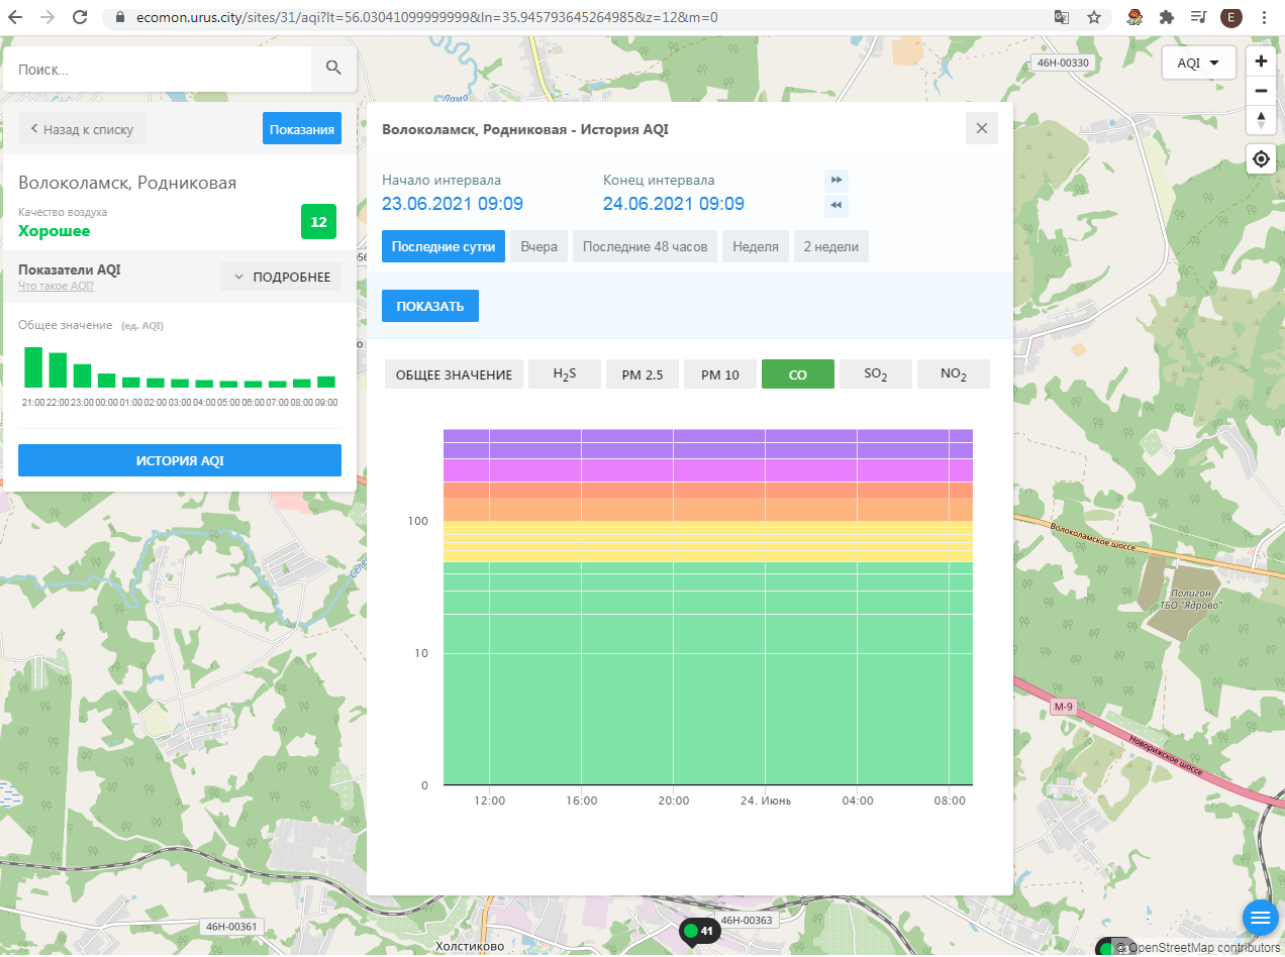 ecomon.urus.city/sites/31/aqi?lt=56.03041099999999&ln=35.945793645264985&z=12&m=0
E
Поиск...
46Н-00330
AQI
Лама
Назад к списку
Показания
Волоколамск, Родниковая - История AQI
Волоколамск, Родниковая
Качество воздуха
Хорошее
12
Начало интервала
Конец интервала
23.06.2021 09:09
24.06.2021 09:09
Последние сутки
Вчера
Последние 48 часов
Неделя
2 недели
Показатели AQI
Что такое AQI?
ПОДРОБНЕЕ
ПОКАЗАТЬ
Общее значение (ед. AQI)
21:00 22:00 23:00 00:00 01:00 02:00 03:00 04:00 05:00 06:00 07:00 08:00 09:00
ИСТОРИЯ AQI
ОБЩЕЕ ЗНАЧЕНИЕ
H2S
PM 2.5
PM 10
CO
SO2
NO2
100
10
0
12:00
16:00
20:00
24. Июнь
04:00
08:00
Волоколамское шоссе
Полигон
ТБО "Ядрово"
М-9
Новорижское шоссе
46Н-00361
46Н-00363
41
Холстиково
© OpenStreetMap contributors